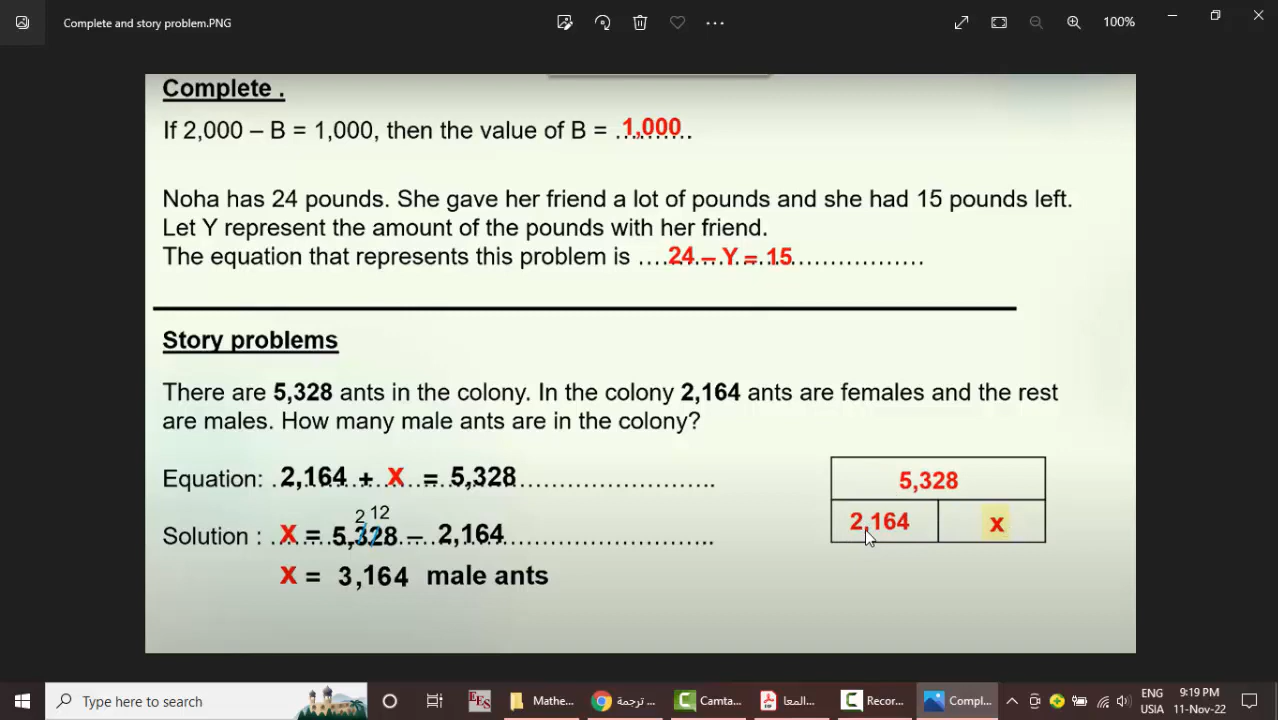 Complete and story problem.PNG
100%
Complete .
If 2,000 – B = 1,000, then the value of B = ...1,000....
Noha has 24 pounds. She gave her friend a lot of pounds and she had 15 pounds left.
Let Y represent the amount of the pounds with her friend.
The equation that represents this problem is ....24 – Y = 15..................
Story problems
There are 5,328 ants in the colony. In the colony 2,164 ants are females and the rest
are males. How many male ants are in the colony?
Equation: 2,164 + X = 5,328
5,328
2 12
Solution : X = 5,328 – 2,164
2,164 x
X = 3,164 male ants
Type here to search
EES
Mathe...
ترجمة ...
Camta...
المعا...
Recor...
Compl...
ENG
USIA
9:19 PM
11-Nov-22